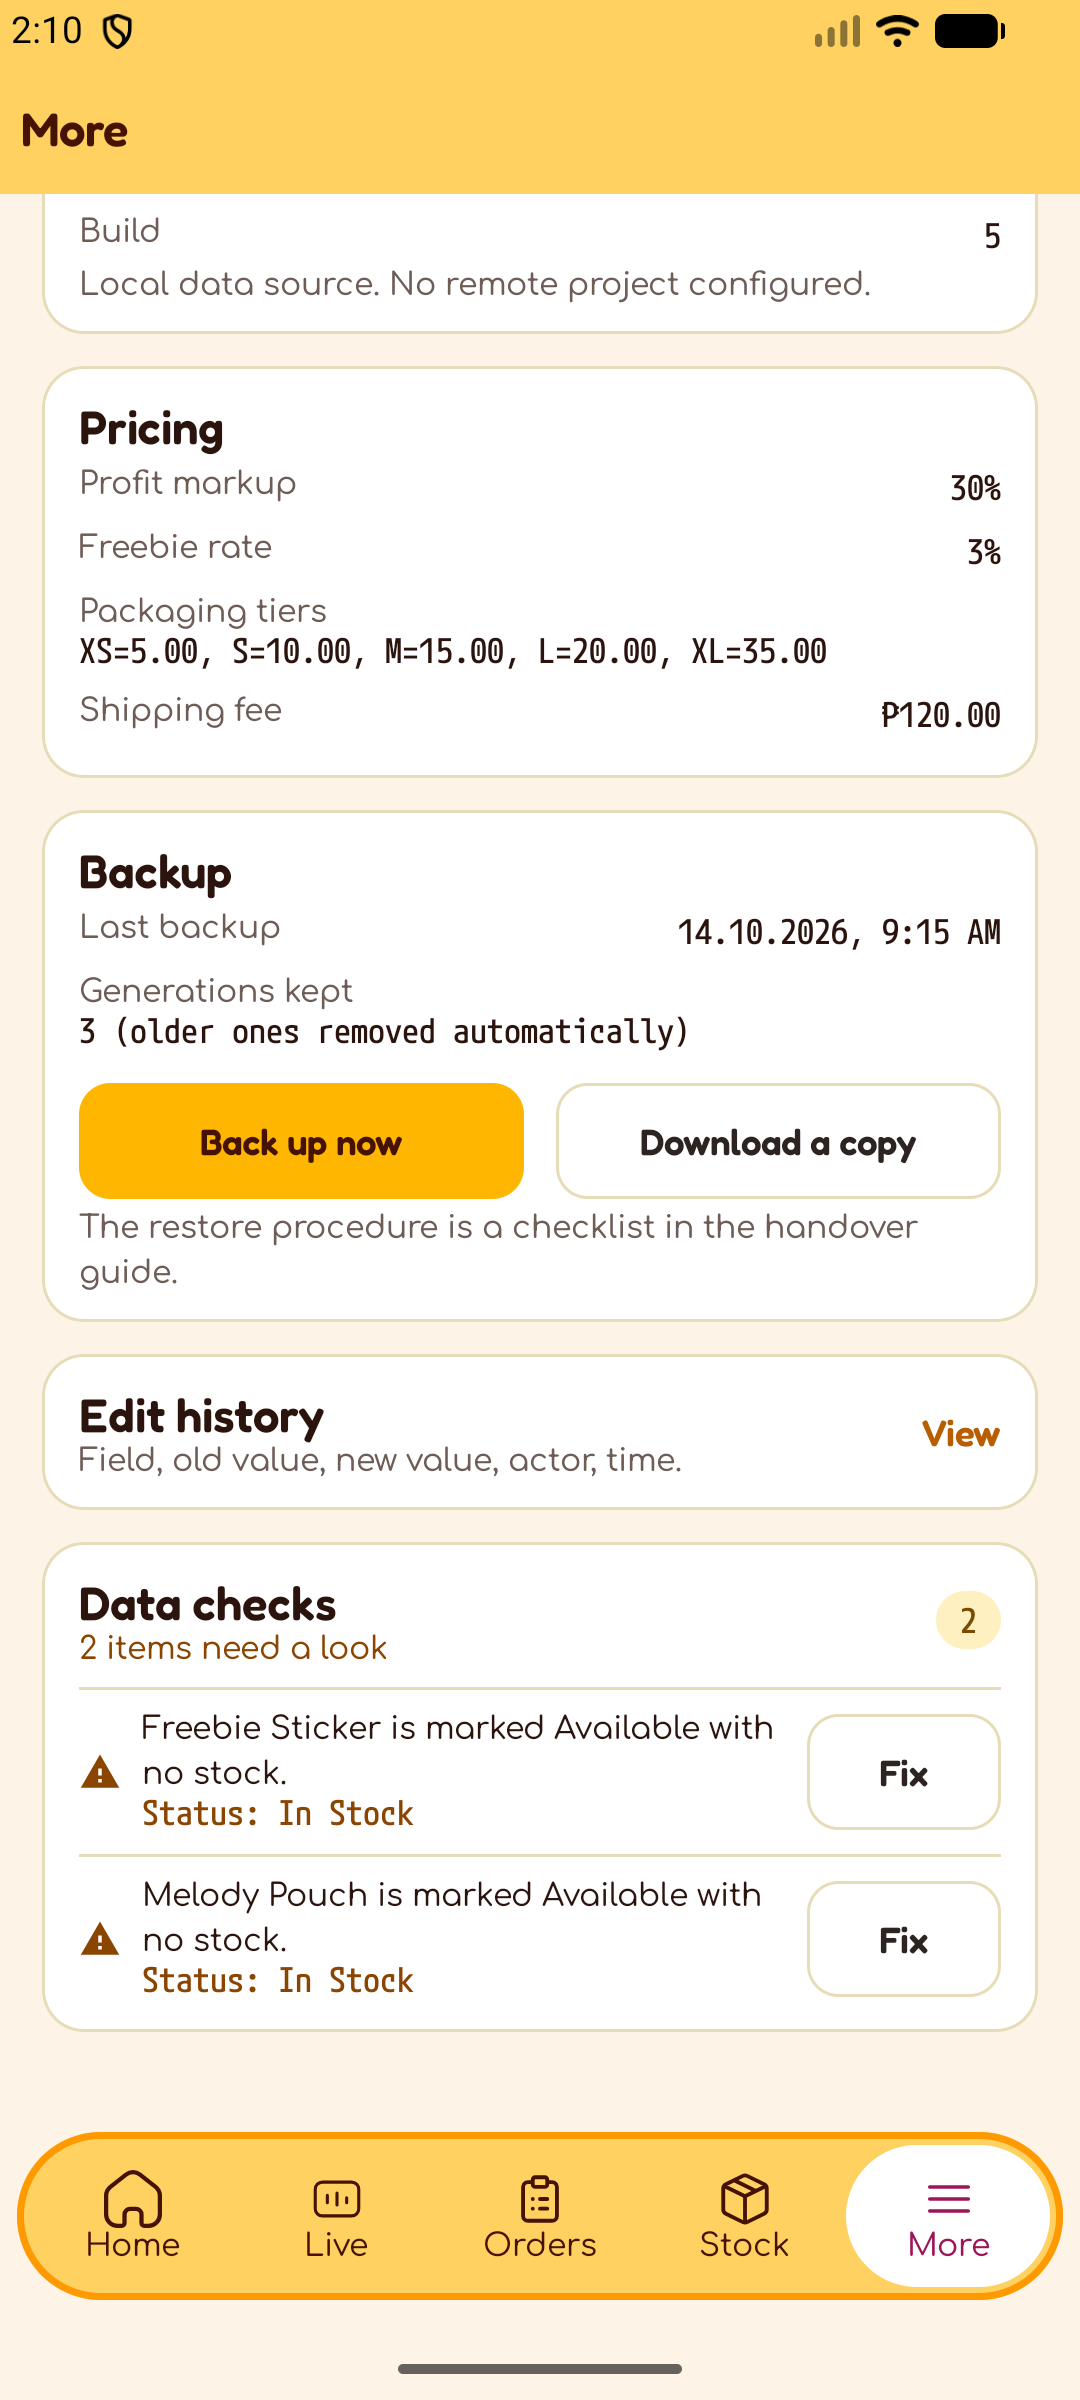 2:10
More
Build
5
Local data source. No remote project configured.
Pricing
Profit markup
30%
Freebie rate
3%
Packaging tiers
XS=5.00, S=10.00, M=15.00, L=20.00, XL=35.00
Shipping fee
₱120.00
Backup
Last backup
14.10.2026, 9:15 AM
Generations kept
3 (older ones removed automatically)
Back up now
Download a copy
The restore procedure is a checklist in the handover
guide.
Edit history
Field, old value, new value, actor, time.
View
Data checks
2 items need a look
2
Freebie Sticker is marked Available with
no stock.
Status: In Stock
Fix
Melody Pouch is marked Available with
no stock.
Status: In Stock
Fix
Home
Live
Orders
Stock
More